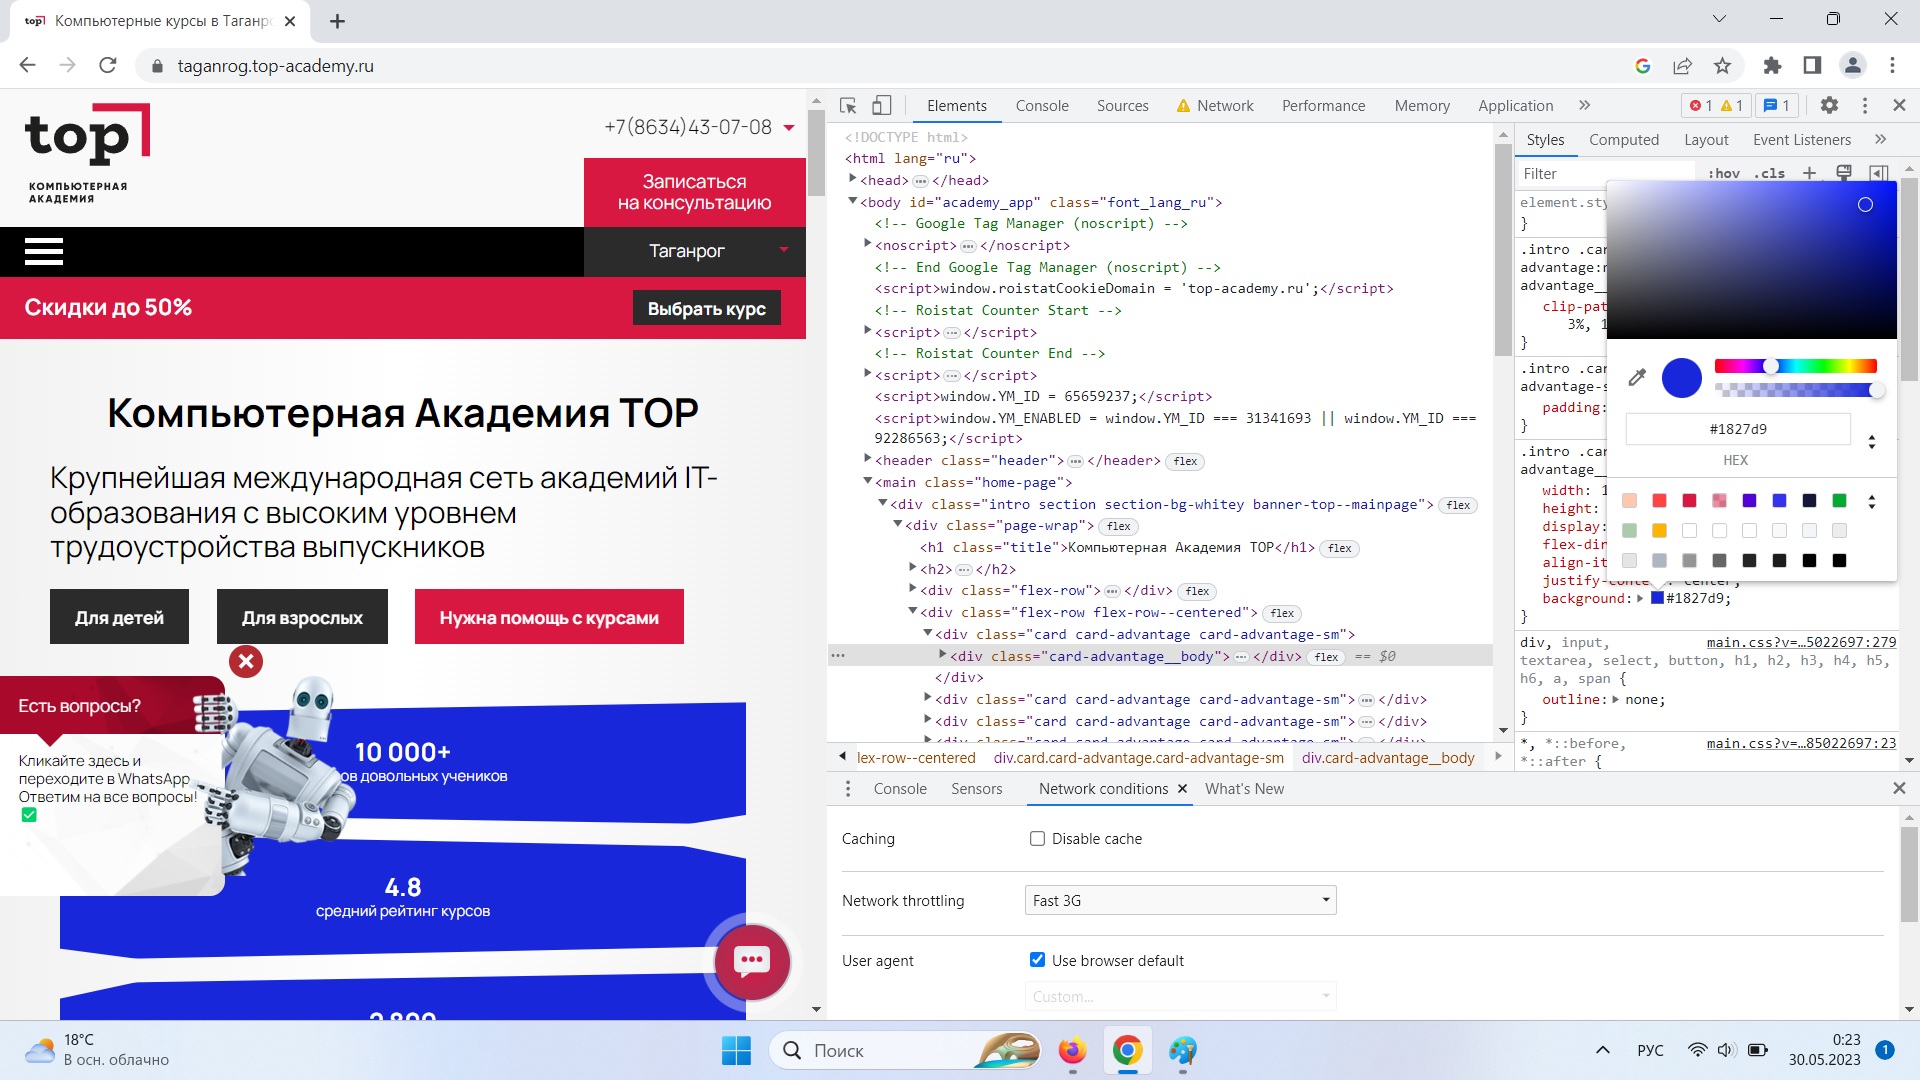 top
Компьютерные курсы в Таганр
taganrog.top-academy.ru
top
КОМПЬЮТЕРНАЯ
АКАДЕМИЯ
+7(8634)43-07-08
Записаться
на консультацию
Таганрог
Скидки до 50%
Выбрать курс
Компьютерная Академия TOP
Крупнейшая международная сеть академий IT-
образования с высоким уровнем
трудоустройства выпускников
Для детей
Для взрослых
Нужна помощь с курсами
Есть вопросы?
Кликайте здесь и
переходите в WhatsApp
Ответим на все вопросы!
10 000+
ов довольных учеников
4.8
средний рейтинг курсов
2 800
Elements
Console
Sources
Network
Performance
Memory
Application
1
1
1
<!DOCTYPE html>
<html lang="ru">
<head>…</head>
<body id="academy_app" class="font_lang_ru">
<!-- Google Tag Manager (noscript) -->
<noscript>…</noscript>
<!-- End Google Tag Manager (noscript) -->
<script>window.roistatCookieDomain = 'top-academy.ru';</script>
<!-- Roistat Counter Start -->
<script>…</script>
<!-- Roistat Counter End -->
<script>…</script>
<script>window.YM_ID = 65659237;</script>
<script>window.YM_ENABLED = window.YM_ID === 31341693 || window.YM_ID ===
92286563;</script>
<header class="header">…</header> flex
<main class="home-page">
<div class="intro section section-bg-whitey banner-top--mainpage"> flex
<div class="page-wrap"> flex
<h1 class="title">Компьютерная Академия TOP</h1> flex
<h2>…</h2>
<div class="flex-row">…</div> flex
<div class="flex-row flex-row--centered"> flex
<div class="card card-advantage card-advantage-sm">
<div class="card-advantage__body">…</div> flex == $0
</div>
<div class="card card-advantage card-advantage-sm">…</div>
<div class="card card-advantage card-advantage-sm">…</div>
<div class="card card-advantage card-advantage-sm">…</div>
lex-row--centered
div.card.card-advantage.card-advantage-sm
div.card-advantage__body
Styles
Computed
Layout
Event Listeners
Filter
:hov
.cls
element.sty
}
.intro .car
advantage:n
advantage__
clip-pat
3%, 1
}
.intro .car
advantage-s
padding:
}
.intro .car
advantage__
width: 1
height:
display:
flex-dir
align-it
justify-conte : center;
background: #1827d9;
}
#1827d9
HEX
div, input,
main.css?v=…5022697:279
textarea, select, button, h1, h2, h3, h4, h5,
h6, a, span {
outline: none;
}
*, *::before,
main.css?v=…85022697:23
*::after {
Console
Sensors
Network conditions
What's New
Caching
Disable cache
Network throttling
Fast 3G
User agent
Use browser default
Custom...
18°C
В осн. облачно
Поиск
РУС
0:23
30.05.2023
1